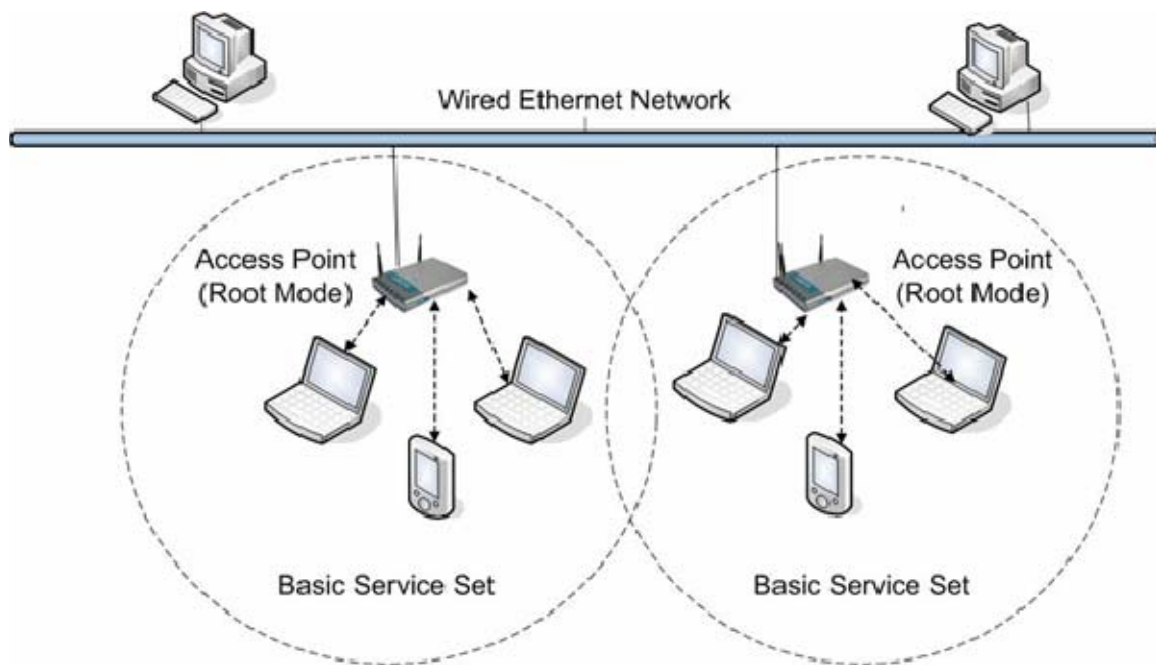 Wired Ethernet Network
Access Point
(Root Mode)
Access Point
(Root Mode)
Basic Service Set
Basic Service Set